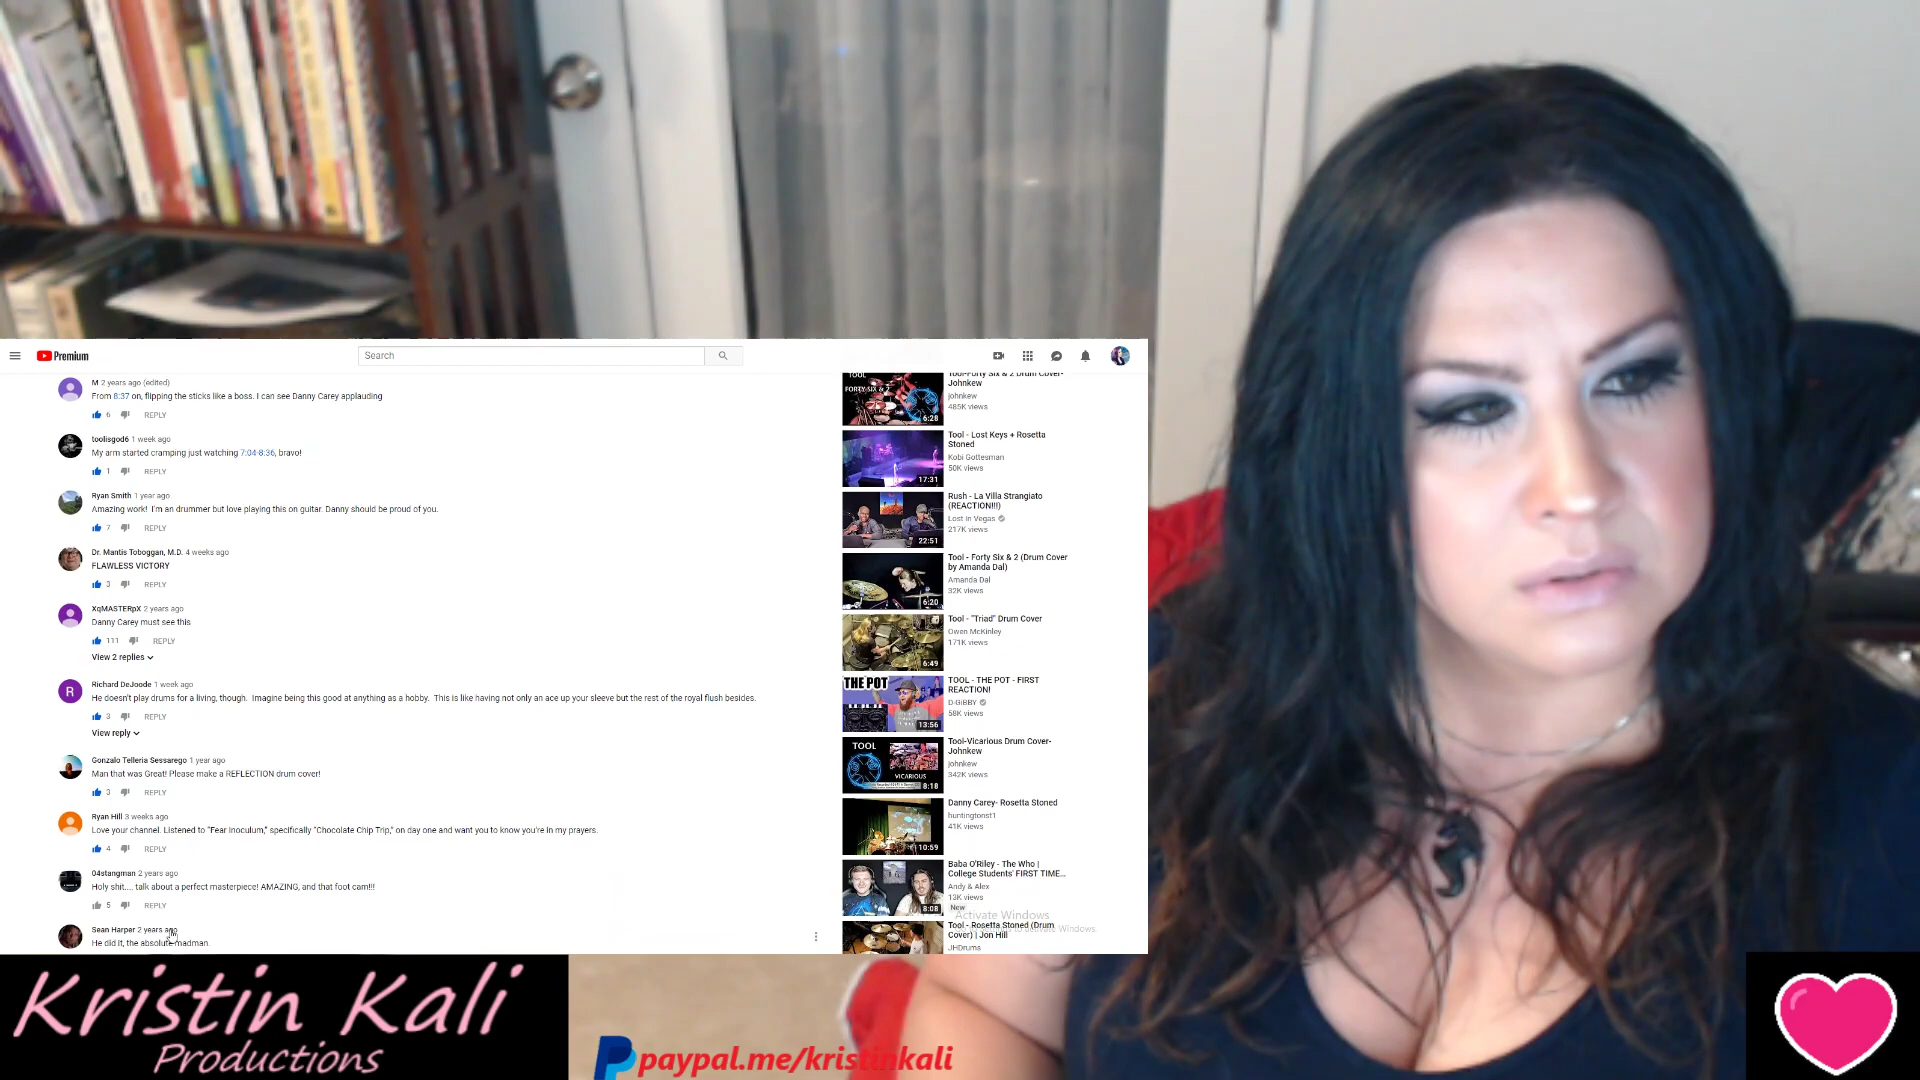 Premium
Search
M 2 years ago (edited)
From 8:37 on, flipping the sticks like a boss. I can see Danny Carey applauding
6 REPLY
toolisgod6 1 week ago
My arm started cramping just watching 7:04-8:36, bravo!
1 REPLY
Ryan Smith 1 year ago
Amazing work! I'm an drummer but love playing this on guitar. Danny should be proud of you.
7 REPLY
Dr. Mantis Toboggan, M.D. 4 weeks ago
FLAWLESS VICTORY
3 REPLY
XqMASTERpX 2 years ago
Danny Carey must see this
111 REPLY
View 2 replies
R
Richard DeJoode 1 week ago
He doesn't play drums for a living, though. Imagine being this good at anything as a hobby. This is like having not only an ace up your sleeve but the rest of the royal flush besides.
3 REPLY
View reply
Gonzalo Telleria Sessarego 1 year ago
Man that was Great! Please make a REFLECTION drum cover!
3 REPLY
Ryan Hill 3 weeks ago
Love your channel. Listened to "Fear Inoculum," specifically "Chocolate Chip Trip," on day one and want you to know you're in my prayers.
4 REPLY
04stangman 2 years ago
Holy shit.... talk about a perfect masterpiece! AMAZING, and that foot cam!!!
5 REPLY
Sean Harper 2 years ago
He did it, the absolute madman.
TOOL
FORTY SIX & 2
6:28
Tool-Forty Six & 2 Drum Cover-
Johnkew
johnkew
485K views
17:31
Tool - Lost Keys + Rosetta
Stoned
Kobi Gottesman
50K views
22:51
Rush - La Villa Strangiato
(REACTION!!!)
Lost In Vegas
217K views
6:20
Tool - Forty Six & 2 (Drum Cover
by Amanda Dal)
Amanda Dal
32K views
6:49
Tool - "Triad" Drum Cover
Owen McKinley
171K views
THE POT
13:56
TOOL - THE POT - FIRST
REACTION!
D-GiBBY
58K views
TOOL
VICARIOUS
8:18
Tool-Vicarious Drum Cover-
Johnkew
johnkew
342K views
10:59
Danny Carey- Rosetta Stoned
huntingtonst1
41K views
8:08
Baba O'Riley - The Who |
College Students' FIRST TIME...
Andy & Alex
13K views
New
Activate Windows
Tool - Rosetta Stoned (Drum
Cover) | Jon Hill
JHDrums
Kristin Kali
Productions
paypal.me/kristinkali